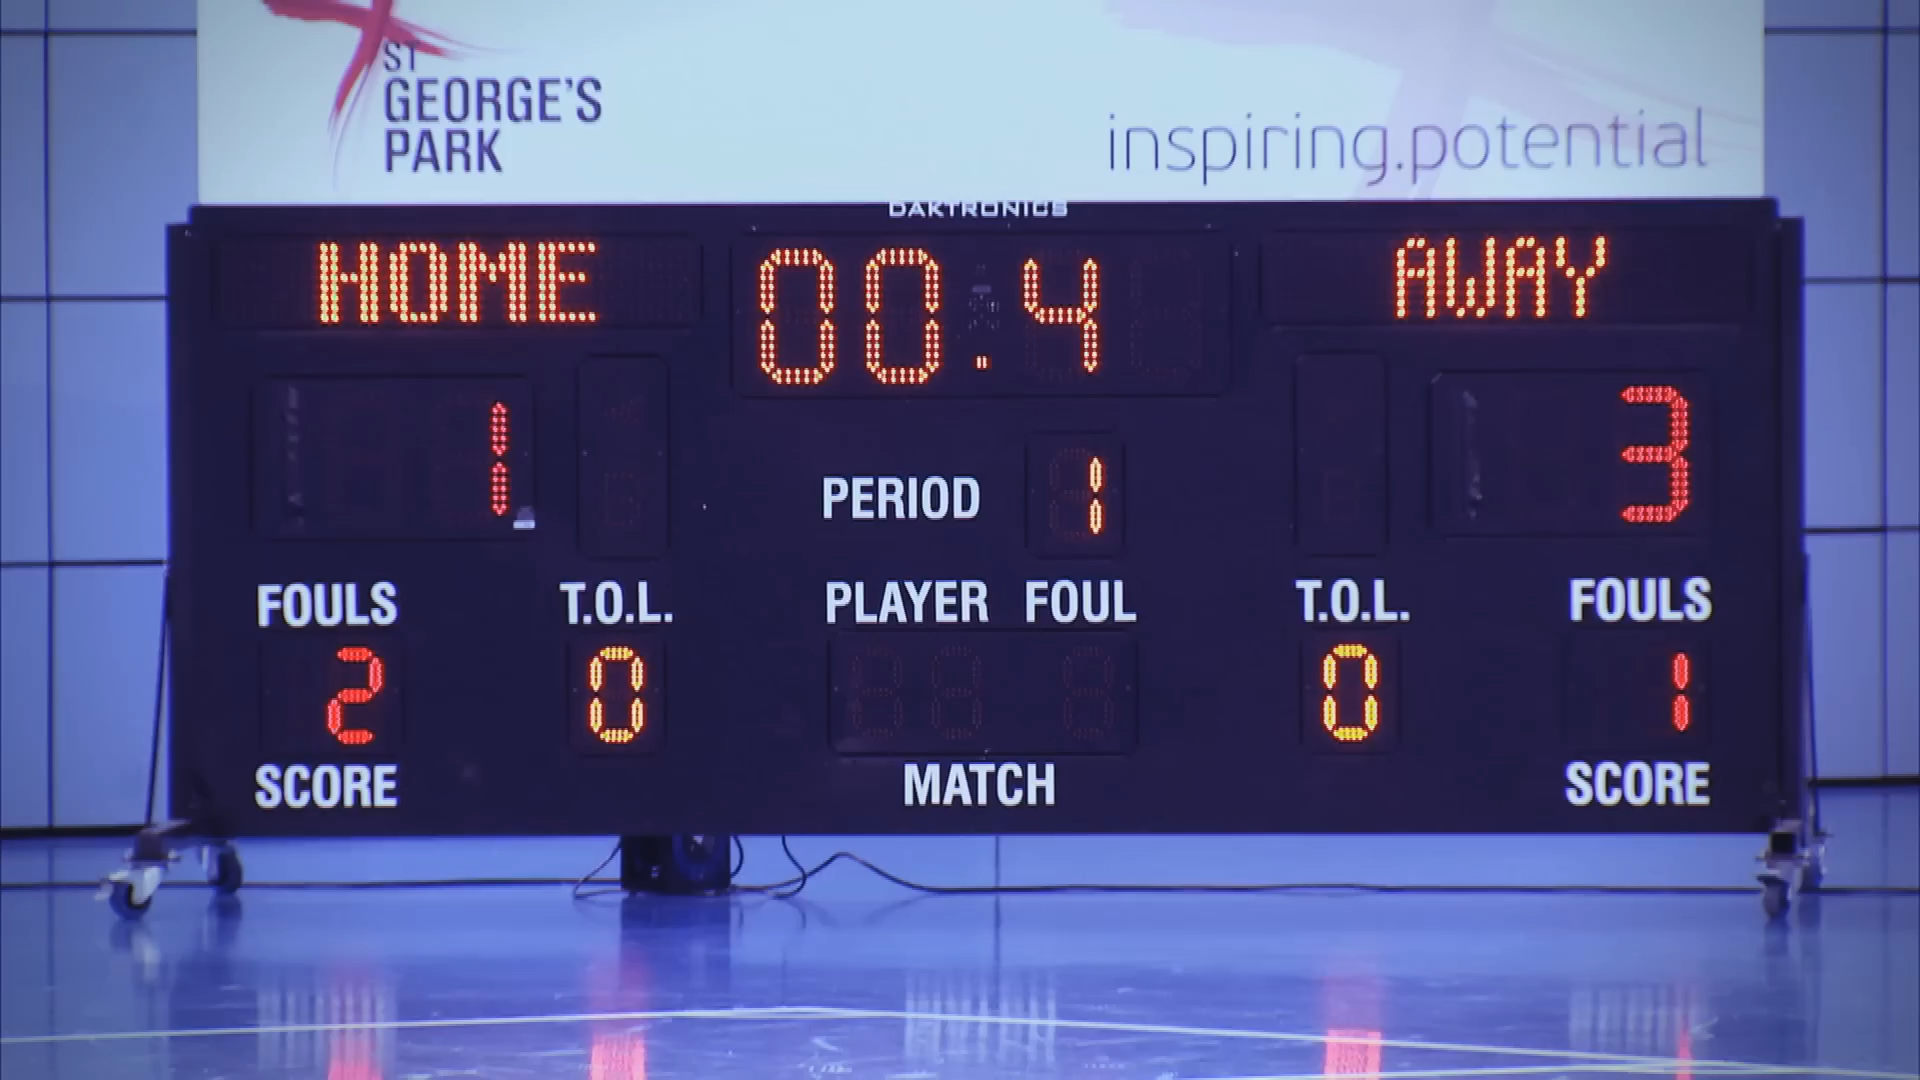 ST
GEORGE'S
PARK
inspiring.potential
DAKTRONICS
HOME 00.4 AWAY
1 PERIOD 1 3
FOULS T.O.L. PLAYER FOUL T.O.L. FOULS
2 0 0 1
SCORE MATCH SCORE